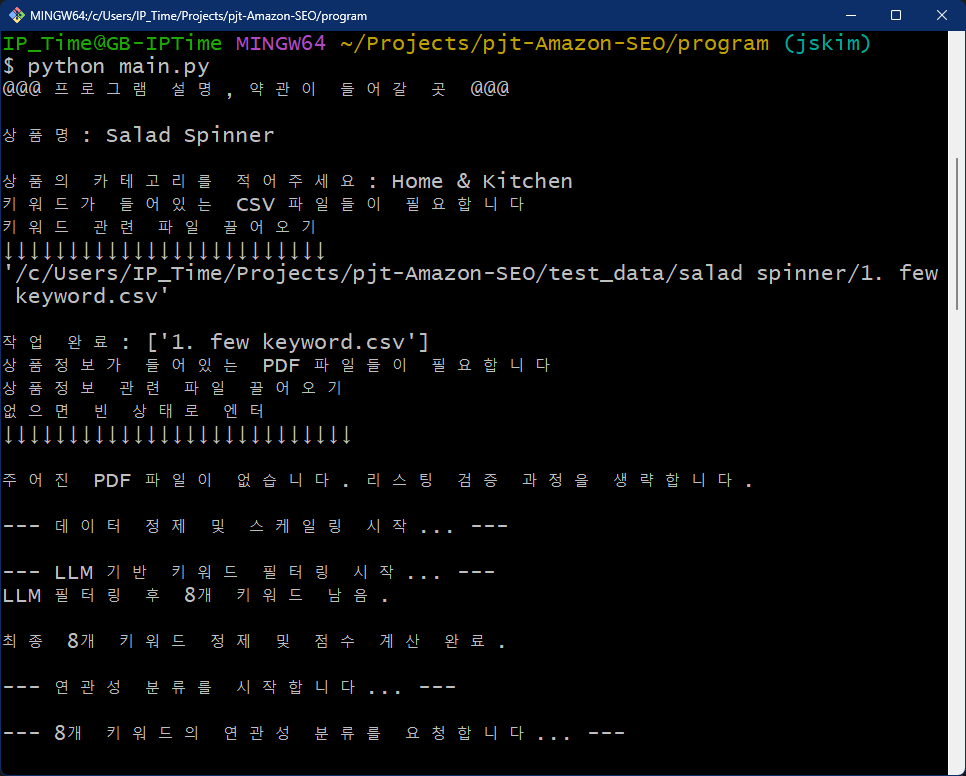 MINGW64:/c/Users/IP_Time/Projects/pjt-Amazon-SEO/program
IP_Time@GB-IPTime MINGW64 ~/Projects/pjt-Amazon-SEO/program (jskim)
$ python main.py
@@@ 프로그램 설명, 약관이 들어갈 곳 @@@
상품명: Salad Spinner
상품의 카테고리를 적어주세요: Home & Kitchen
키워드가 들어있는 CSV 파일들이 필요합니다
키워드 관련 파일 끌어오기
↓↓↓↓↓↓↓↓↓↓↓↓↓↓↓↓↓↓↓↓↓↓↓↓↓
'/c/Users/IP_Time/Projects/pjt-Amazon-SEO/test_data/salad spinner/1. few
keyword.csv'
작업 완료: ['1. few keyword.csv']
상품정보가 들어있는 PDF 파일들이 필요합니다
상품정보 관련 파일 끌어오기
없으면 빈 상태로 엔터
↓↓↓↓↓↓↓↓↓↓↓↓↓↓↓↓↓↓↓↓↓↓↓↓↓↓↓
주어진 PDF 파일이 없습니다. 리스팅 검증 과정을 생략합니다.
--- 데이터 정제 및 스케일링 시작... ---
--- LLM 기반 키워드 필터링 시작... ---
LLM 필터링 후 8개 키워드 남음.
최종 8개 키워드 정제 및 점수 계산 완료.
--- 연관성 분류를 시작합니다... ---
--- 8개 키워드의 연관성 분류를 요청합니다... ---